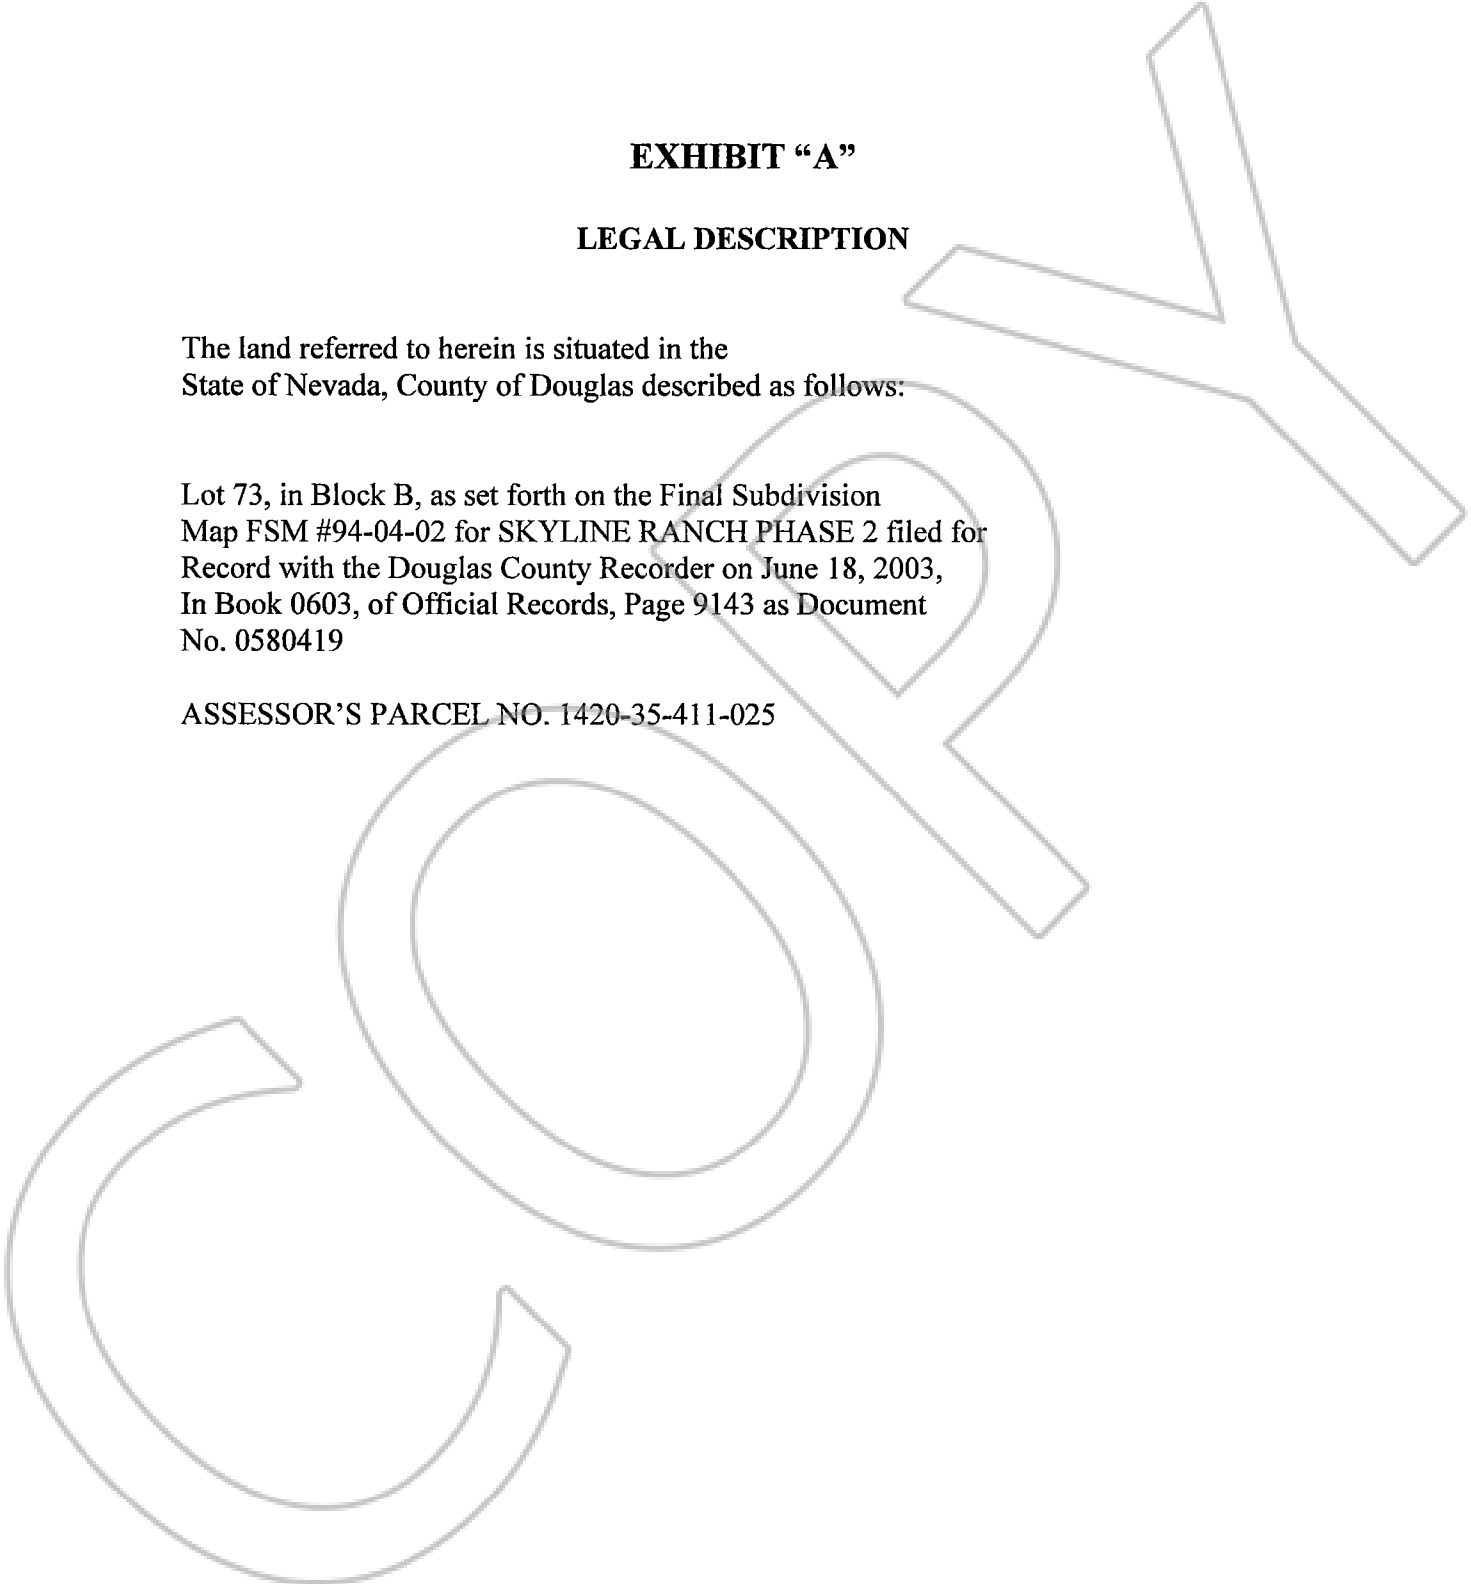 EXHIBIT “A”
LEGAL DESCRIPTION
The land referred to herein is situated in the
State of Nevada, County of Douglas described as follows:
Lot 73, in Block B, as set forth on the Final Subdivision
Map FSM #94-04-02 for SKYLINE RANCH PHASE 2 filed for
Record with the Douglas County Recorder on June 18, 2003,
In Book 0603, of Official Records, Page 9143 as Document
No. 0580419
ASSESSOR’S PARCEL NO. 1420-35-411-025
COPY